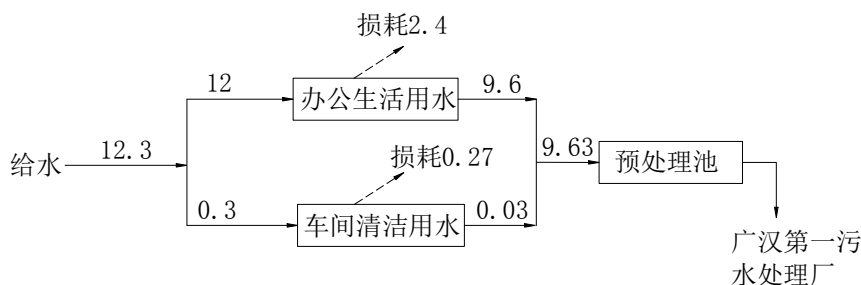 损耗2.4
12
办公生活用水
9.6
给水
12.3
9.63
预处理池
损耗0.27
0.3
车间清洁用水
0.03
广汉第一污
水处理厂